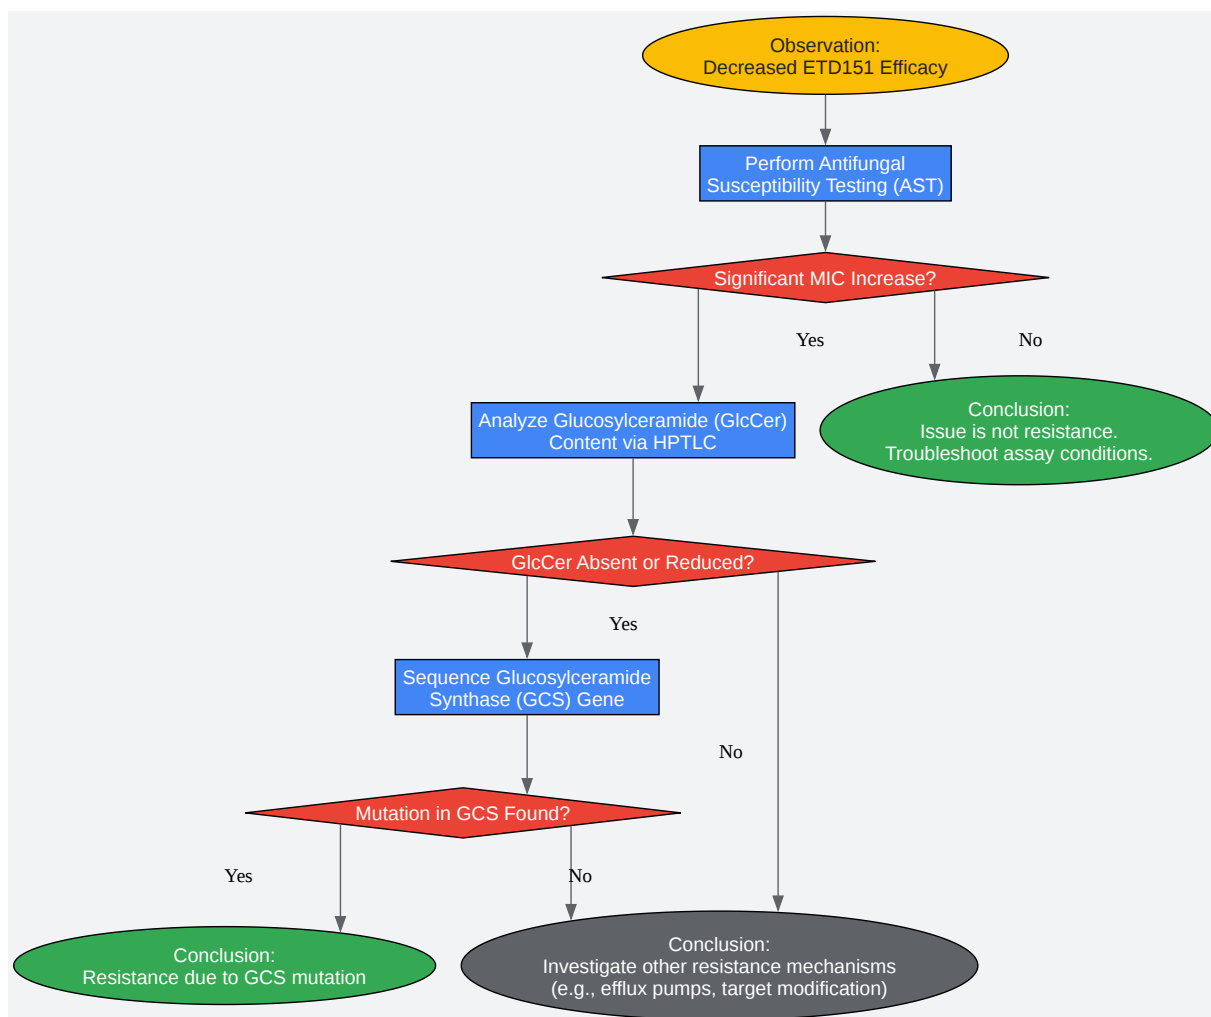 Observation:
Decreased ETD151 Efficacy
Perform Antifungal
Susceptibility Testing (AST)
Significant MIC Increase?
Yes
No
Analyze Glucosylceramide (GlcCer)
Content via HPTLC
Conclusion:
Issue is not resistance.
Troubleshoot assay conditions.
GlcCer Absent or Reduced?
Yes
Sequence Glucosylceramide
Synthase (GCS) Gene
No
Mutation in GCS Found?
Yes
No
Conclusion:
Resistance due to GCS mutation
Conclusion:
Investigate other resistance mechanisms
(e.g., efflux pumps, target modification)